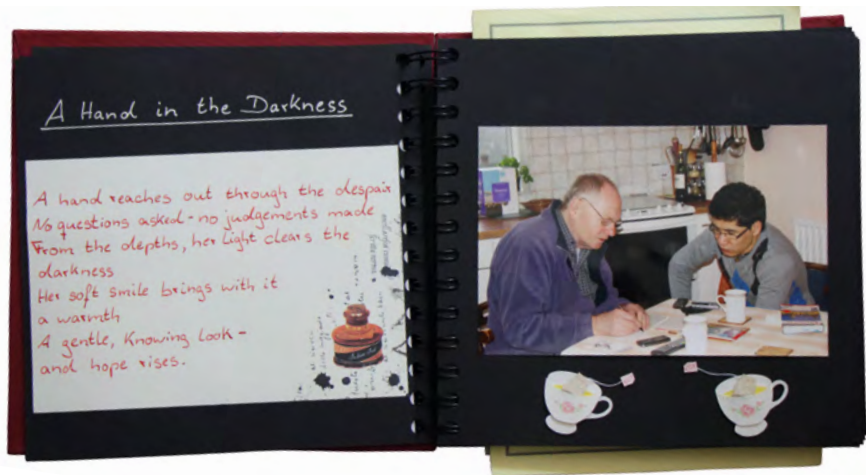 A Hand in the Darkness
A hand reaches out through the despair
No questions asked - no judgements made
From the depths, her light clears the
darkness
Her soft smile brings with it
a warmth
A gentle, knowing look -
and hope rises.